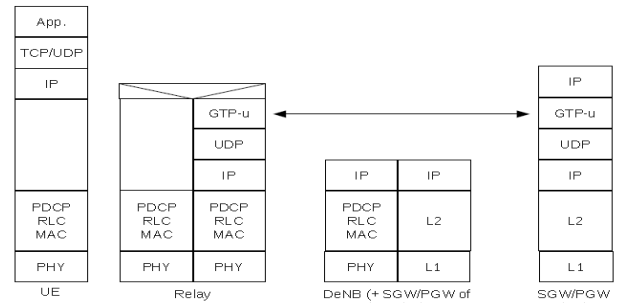 App.
TCP/UDP
IP
PDCP
RLC
MAC
PHY
UE
GTP-u
UDP
IP
PDCP
RLC
MAC
PDCP
RLC
MAC
PHY
PHY
Relay
IP
IP
PDCP
RLC
MAC
L2
PHY
L1
DeNB (+ SGW/PGW of
IP
GTP-u
UDP
IP
L2
L1
SGW/PGW